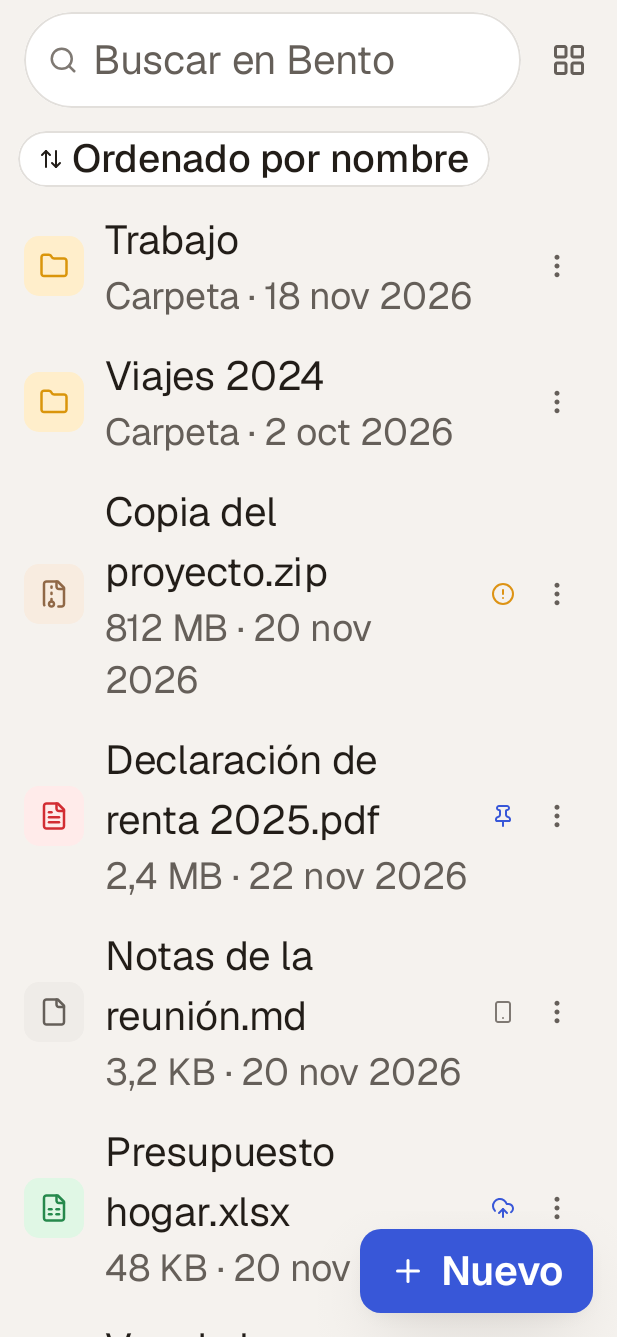 Buscar en Bento
Ordenado por nombre
Trabajo
Carpeta · 18 nov 2026
Viajes 2024
Carpeta · 2 oct 2026
Copia del
proyecto.zip
812 MB · 20 nov
2026
Declaración de
renta 2025.pdf
2,4 MB · 22 nov 2026
Notas de la
reunión.md
3,2 KB · 20 nov 2026
Presupuesto
hogar.xlsx
48 KB · 20 nov
Nuevo